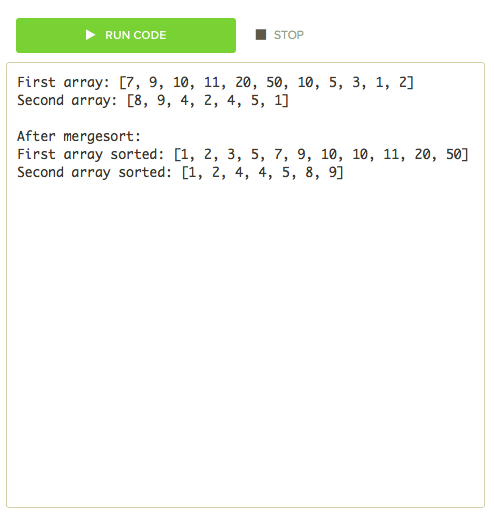 RUN CODE
STOP
First array: [7, 9, 10, 11, 20, 50, 10, 5, 3, 1, 2]
Second array: [8, 9, 4, 2, 4, 5, 1]
After mergesort:
First array sorted: [1, 2, 3, 5, 7, 9, 10, 10, 11, 20, 50]
Second array sorted: [1, 2, 4, 4, 5, 8, 9]